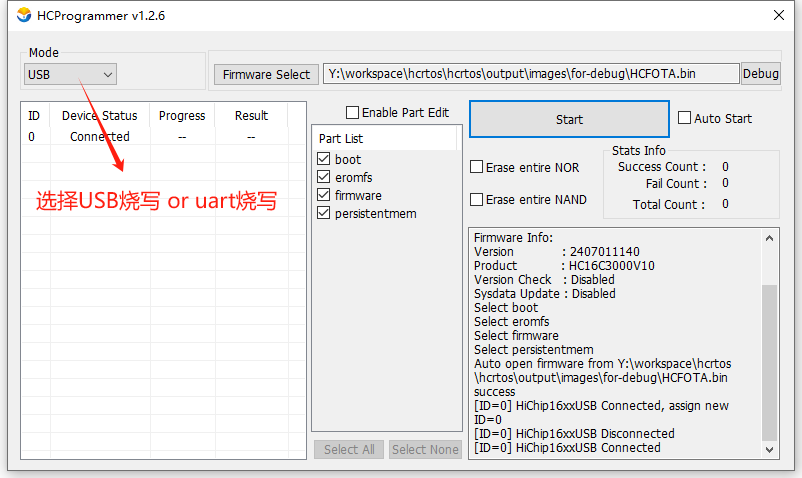 HCProgrammer v1.2.6
Mode
USB
Firmware Select
Y:\workspace\hcrtos\hcrtos\output\images\for-debug\HCFOTA.bin
Debug
ID Device Status Progress Result
0 Connected -- --
选择USB烧写 or uart烧写
Enable Part Edit
Part List
boot
eromfs
firmware
persistentmem
Select All
Select None
Start
Auto Start
Erase entire NOR
Erase entire NAND
Stats Info
Success Count : 0
Fail Count : 0
Total Count : 0
Firmware Info:
Version : 2407011140
Product : HC16C3000V10
Version Check : Disabled
Sysdata Update : Disabled
Select boot
Select eromfs
Select firmware
Select persistentmem
Auto open firmware from Y:\workspace\hcrtos
\hcrtos\output\images\for-debug\HCFOTA.bin
success
[ID=0] HiChip16xxUSB Connected, assign new
ID=0
[ID=0] HiChip16xxUSB Disconnected
[ID=0] HiChip16xxUSB Connected